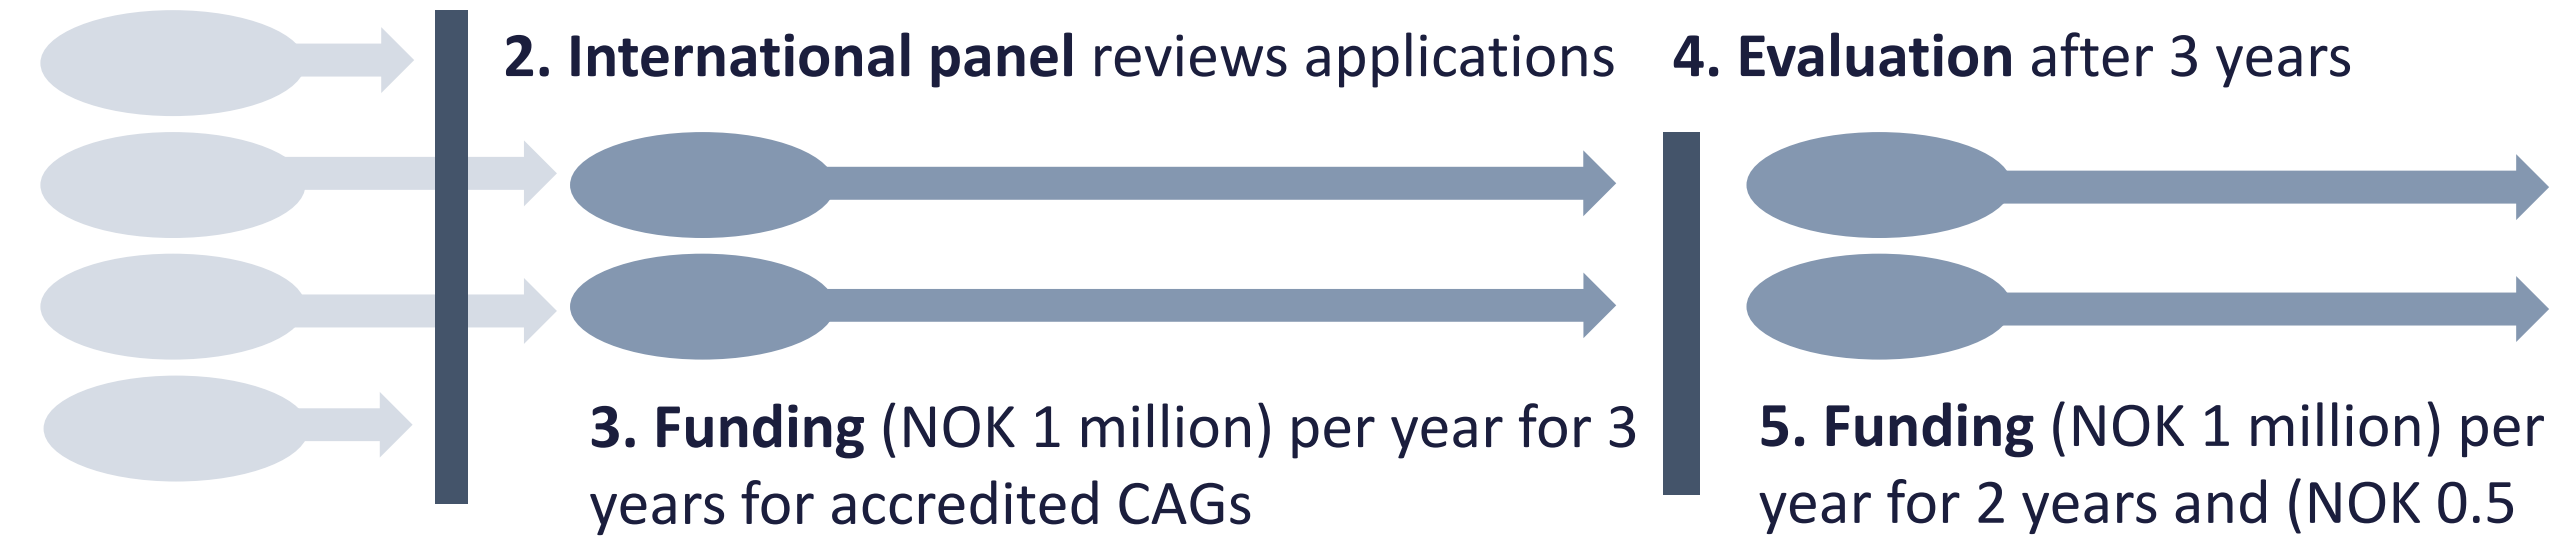 2. International panel reviews applications
4. Evaluation after 3 years
3. Funding (NOK 1 million) per year for 3
years for accredited CAGs
5. Funding (NOK 1 million) per
year for 2 years and (NOK 0.5